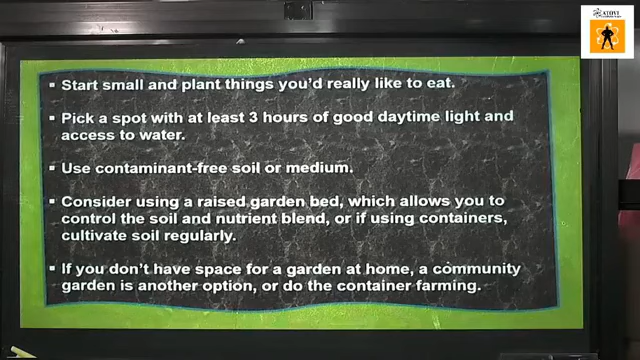 ▪ Start small and plant things you'd really like to eat.
▪ Pick a spot with at least 3 hours of good daytime light and
access to water.
▪ Use contaminant-free soil or medium.
▪ Consider using a raised garden bed, which allows you to
control the soil and nutrient blend, or if using containers,
cultivate soil regularly.
▪ If you don't have space for a garden at home, a community
garden is another option, or do the container farming.